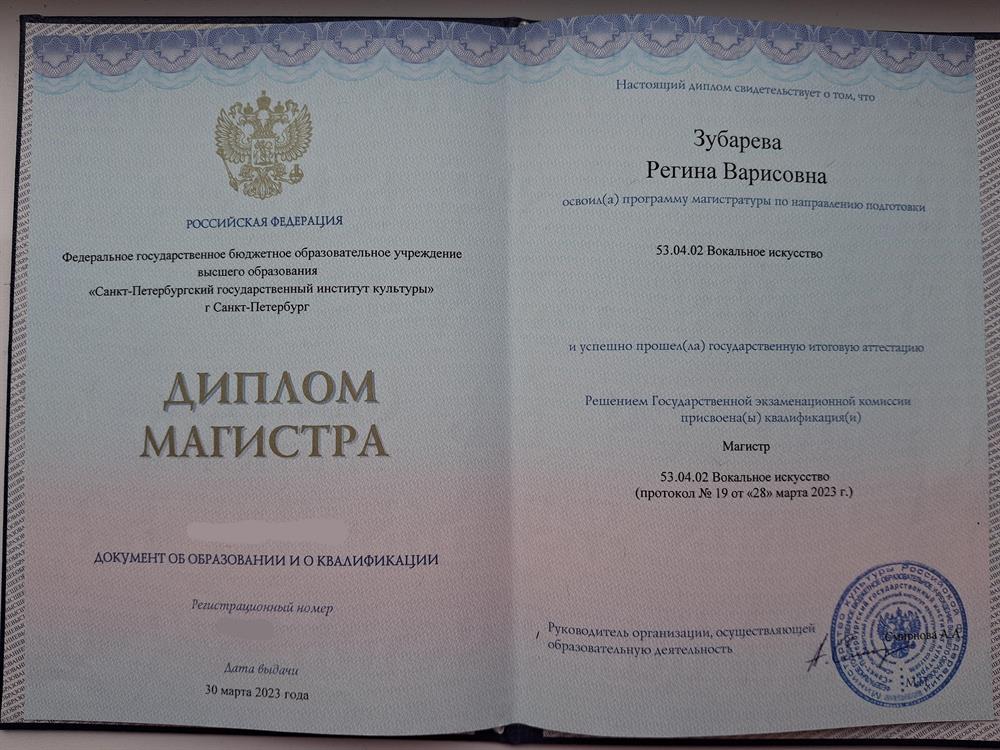 РОССИЙСКАЯ ФЕДЕРАЦИЯ
Федеральное государственное бюджетное образовательное учреждение
высшего образования
«Санкт-Петербургский государственный институт культуры»
г Санкт-Петербург
ДИПЛОМ
МАГИСТРА
ДОКУМЕНТ ОБ ОБРАЗОВАНИИ И О КВАЛИФИКАЦИИ
Регистрационный номер
Дата выдачи
30 марта 2023 года
Настоящий диплом свидетельствует о том, что
Зубарева
Регина Варисовна
освоил(а) программу магистратуры по направлению подготовки
53.04.02 Вокальное искусство
и успешно прошел(ла) государственную итоговую аттестацию
Решением Государственной экзаменационной комиссии
присвоена(ы) квалификация(и)
Магистр
53.04.02 Вокальное искусство
(протокол № 19 от «28» марта 2023 г.)
Руководитель организации, осуществляющей
образовательную деятельность
Смирнова А.А.
М.П.